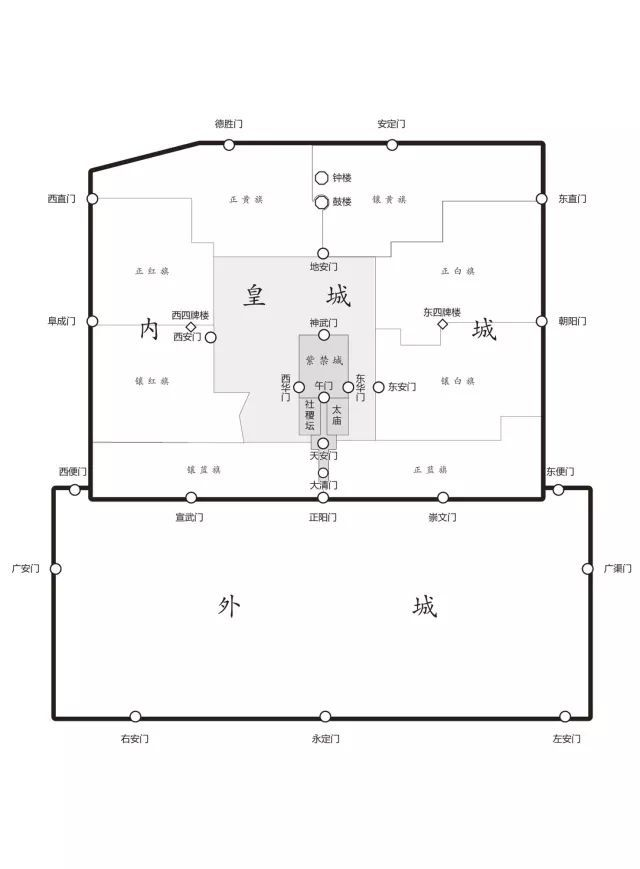 德胜门
安定门
钟楼
西直门
正黄旗
鼓楼
镶黄旗
东直门
地安门
正红旗
正白旗
皇城
西四牌楼
东四牌楼
阜成门
内城
神武门
朝阳门
西安门
紫禁城
镶红旗
西华门
午门
东华门
东安门
镶白旗
社稷坛
太庙
天安门
西便门
镶蓝旗
正蓝旗
东便门
大清门
宣武门
正阳门
崇文门
广安门
广渠门
外城
右安门
永定门
左安门